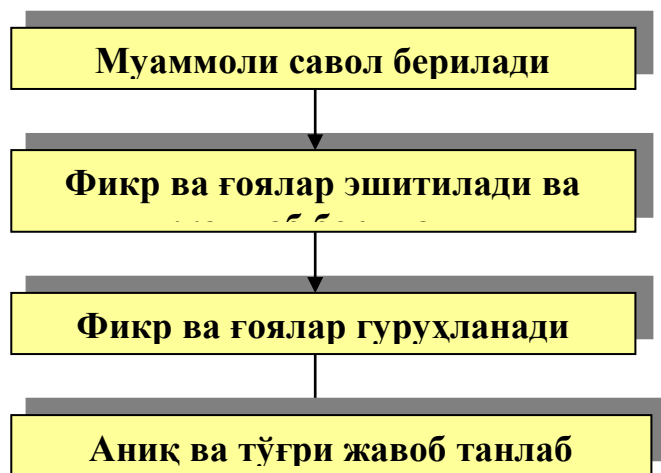 Муаммоли савол берилади
Фикр ва ғоялар эшитилади ва
Фикр ва ғоялар гуруҳланади
Аниқ ва тўғри жавоб танлаб